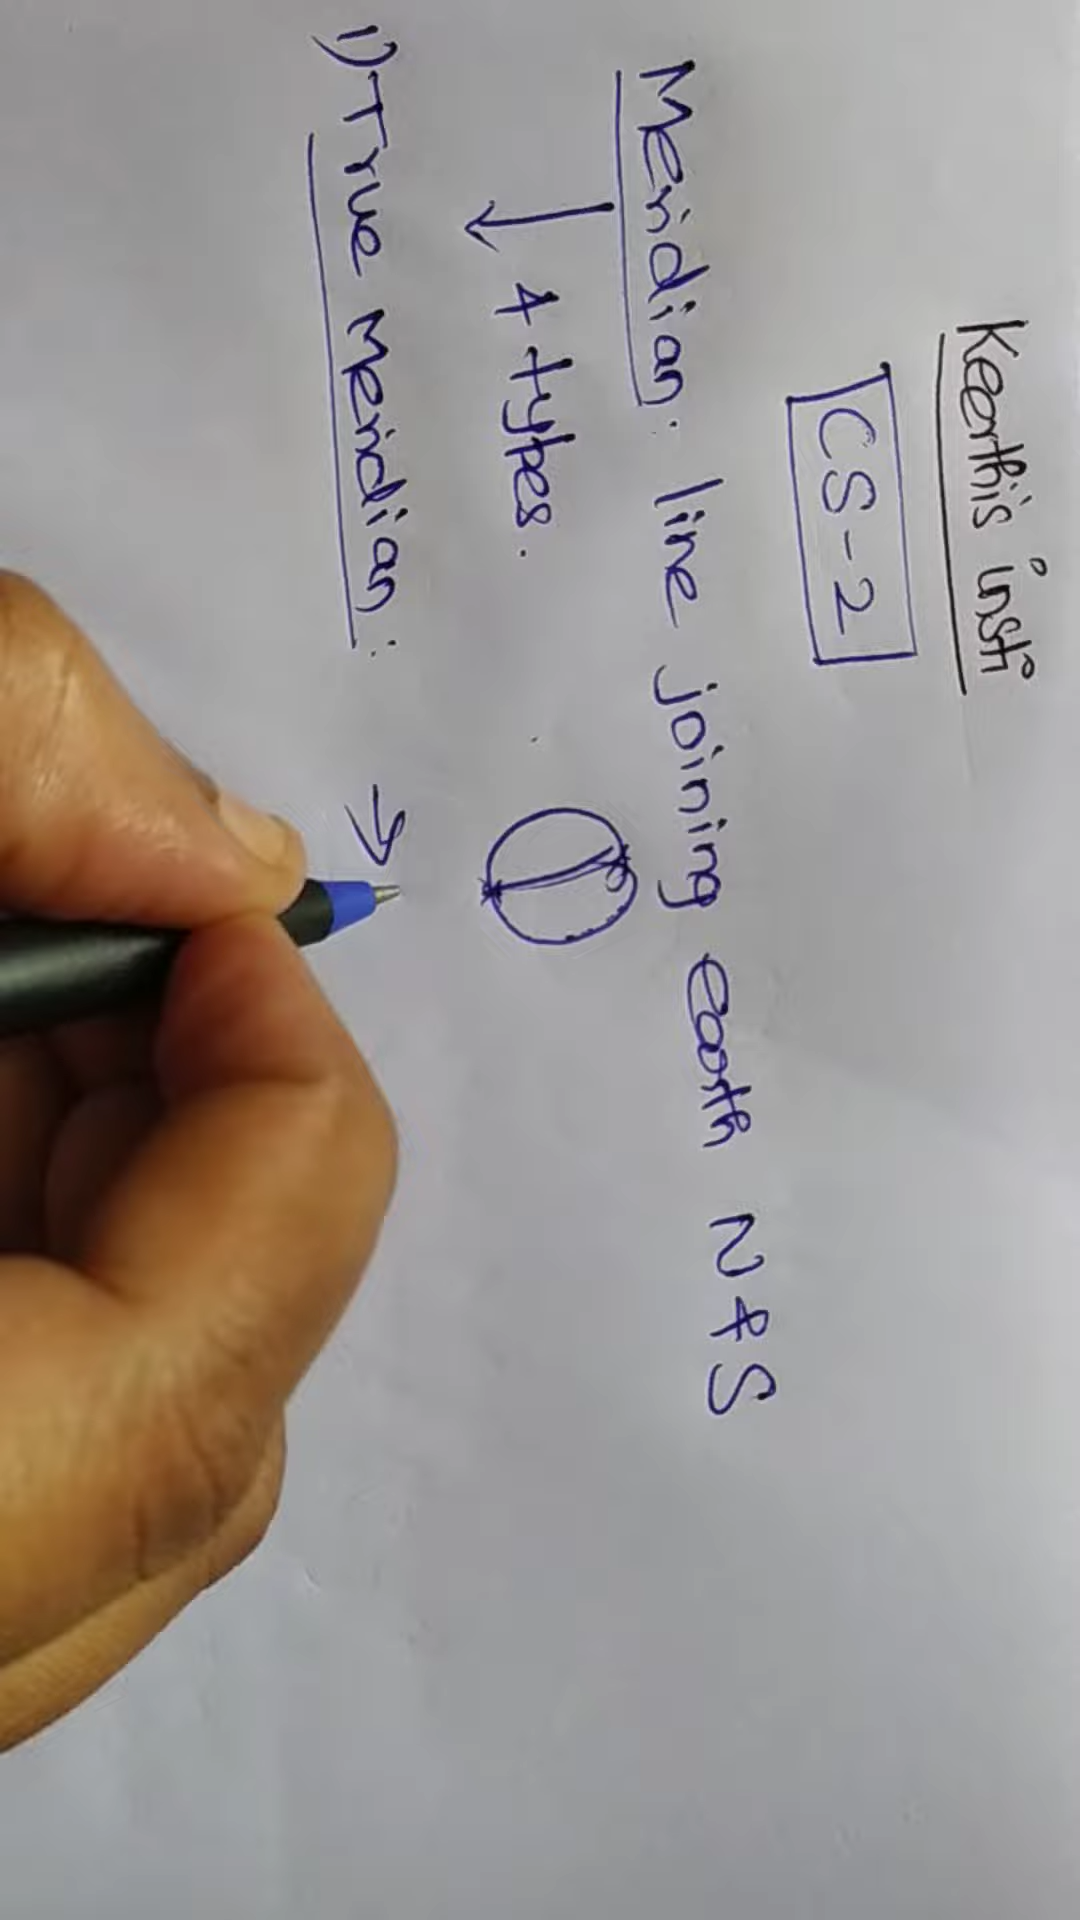 Keerthi's insti
CS-2
Meridian: line joining earth N & S
4 types.
1) True Meridian: